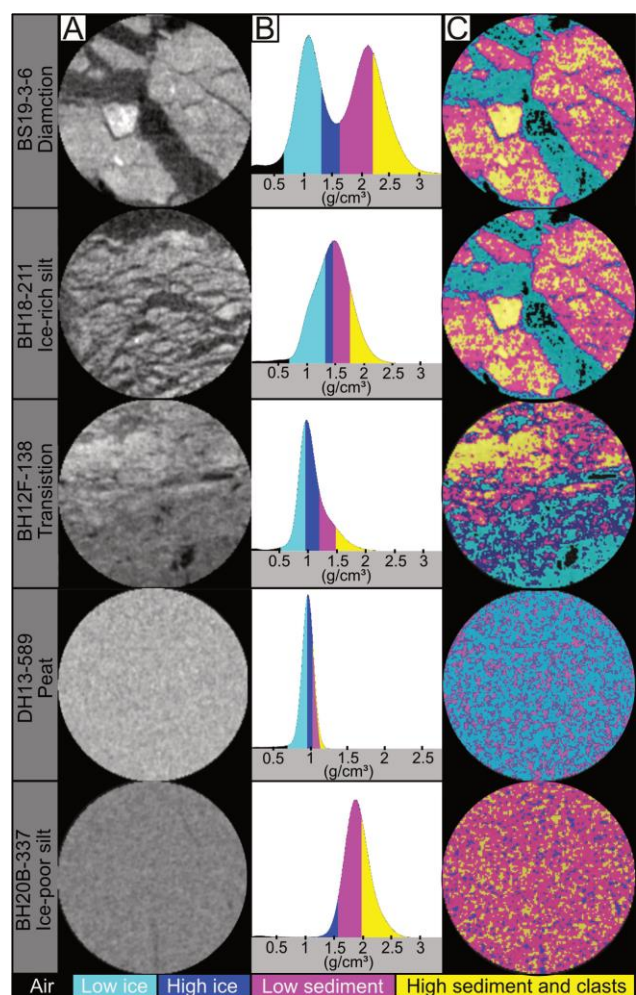 A B C
BS19-3-6
Diamction
0.5 1 1.5 2 2.5 3
(g/cm³)
BH18-211
Ice-rich silt
0.5 1 1.5 2 2.5 3
(g/cm³)
BH12F-138
Transistion
0.5 1 1.5 2 2.5 3
(g/cm³)
DH13-589
Peat
0.5 1 1.5 2 2.5
(g/cm³)
BH20B-337
Ice-poor silt
0.5 1 1.5 2 2.5 3
(g/cm³)
Air Low ice High ice Low sediment High sediment and clasts